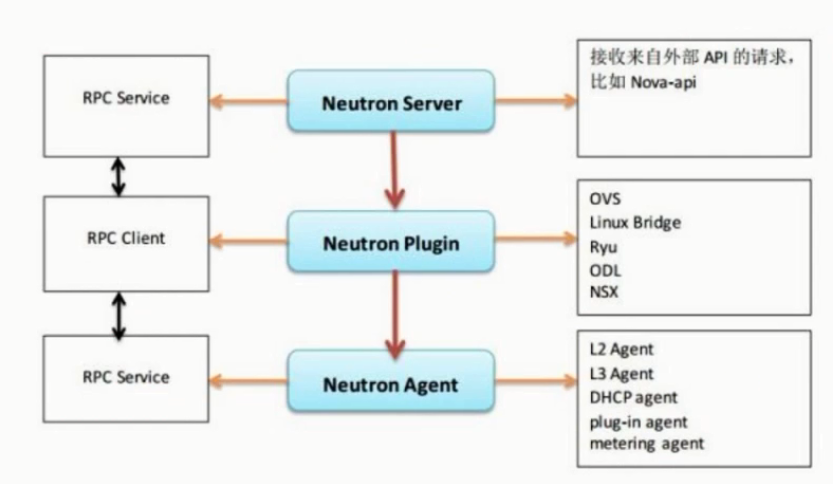 RPC Service
Neutron Server
接收来自外部 API 的请求，
比如 Nova-api
RPC Client
Neutron Plugin
OVS
Linux Bridge
Ryu
ODL
NSX
RPC Service
Neutron Agent
L2 Agent
L3 Agent
DHCP agent
plug-in agent
metering agent